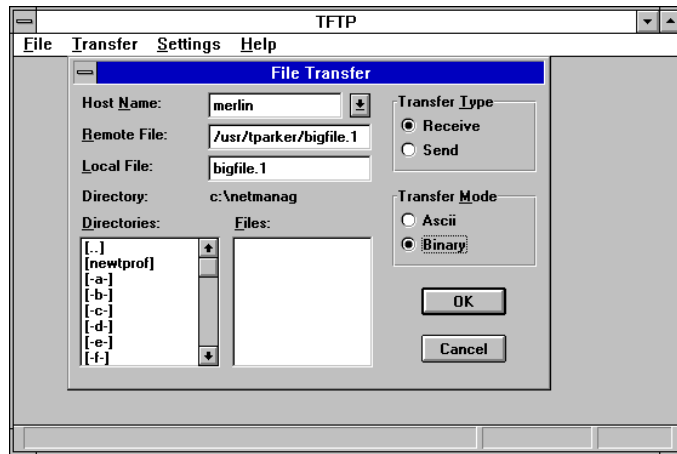 TFTP
File Transfer Settings Help
File Transfer
Host Name: merlin
Remote File: /usr/tparker/bigfile.1
Local File: bigfile.1
Directory: c:\netmanag
Directories: Files:
[..]
[newtprof]
[-a-]
[-b-]
[-c-]
[-d-]
[-e-]
[-f-]
Transfer Type
Receive
Send
Transfer Mode
Ascii
Binary
OK
Cancel